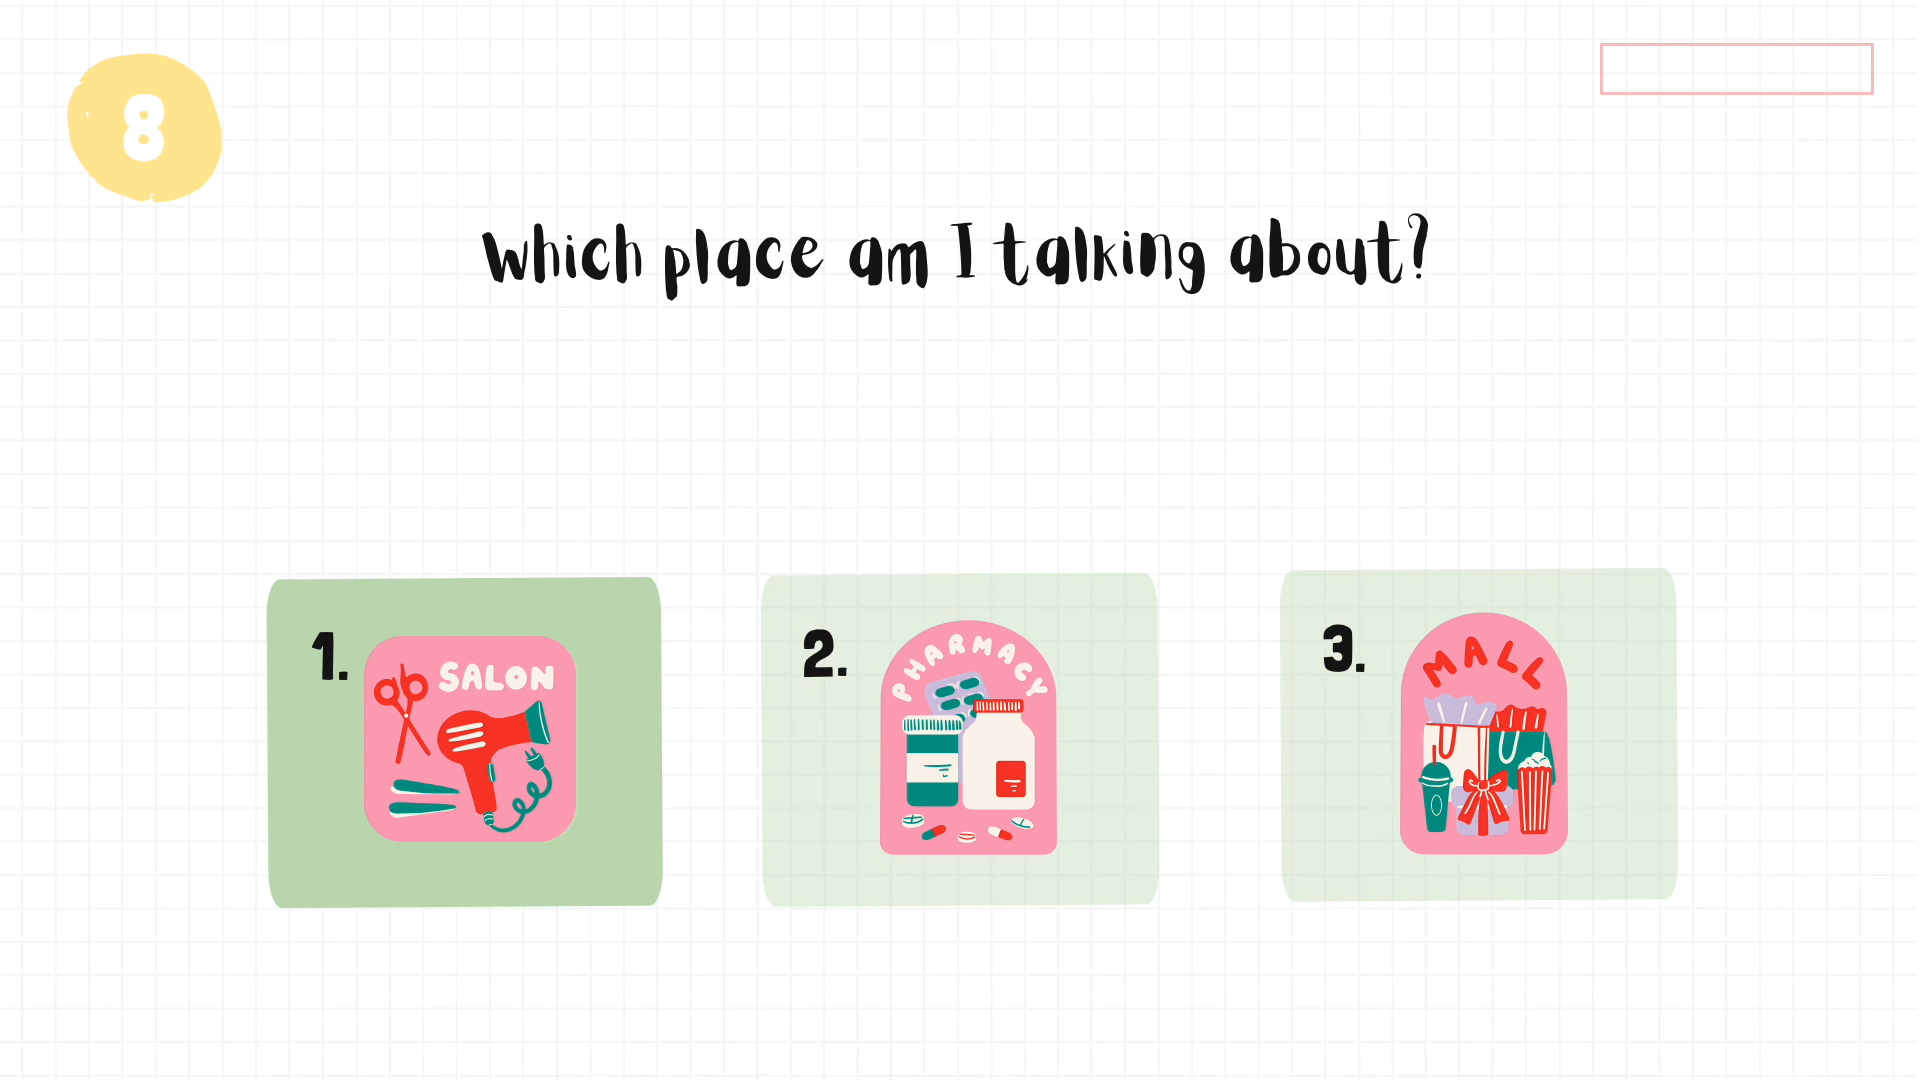 8
Which place am I talking about?
1.
SALON
2.
PHARMACY
3.
MALL